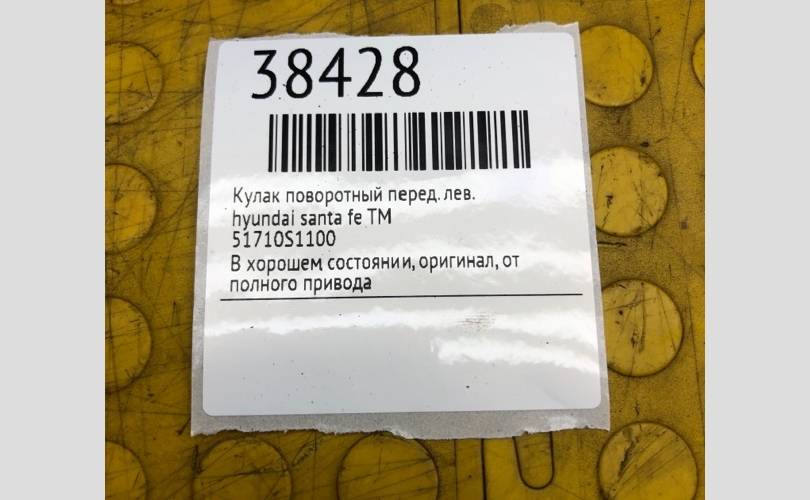 38428
Кулак поворотный перед. лев.
hyundai santa fe TM
51710S1100
В хорошем состоянии, оригинал, от
полного привода